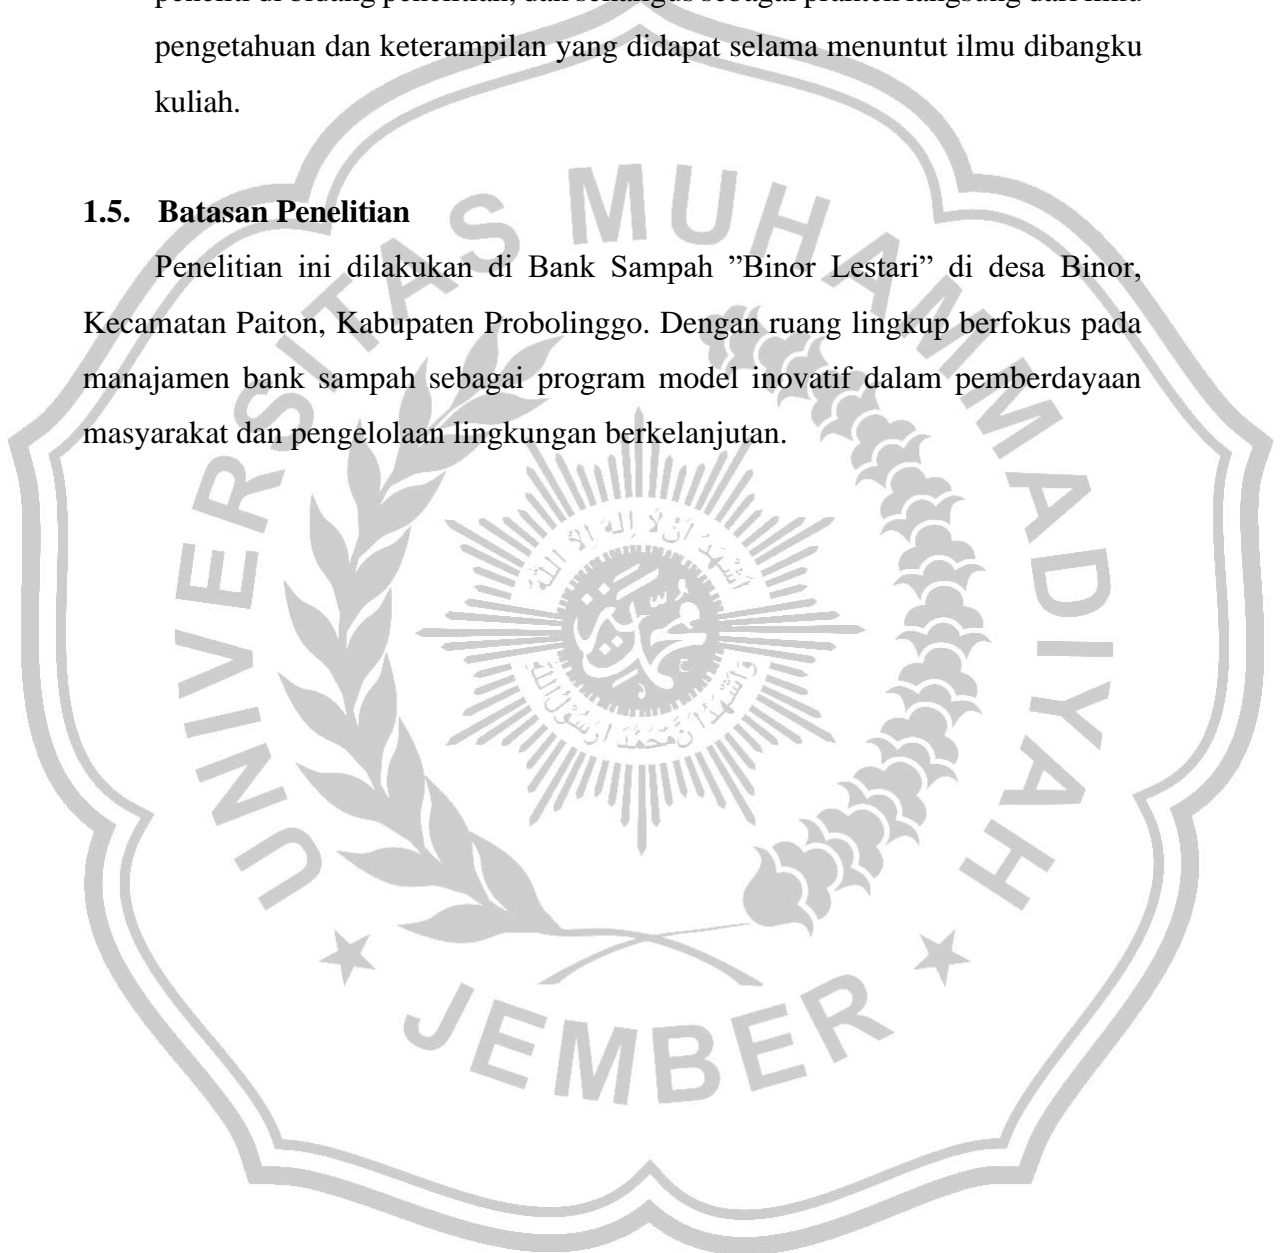 pengetahuan dan keterampilan yang didapat selama menuntut ilmu dibangku
kuliah.
1.5. Batasan Penelitian
Penelitian ini dilakukan di Bank Sampah ”Binor Lestari” di desa Binor,
Kecamatan Paiton, Kabupaten Probolinggo. Dengan ruang lingkup berfokus pada
manajamen bank sampah sebagai program model inovatif dalam pemberdayaan
masyarakat dan pengelolaan lingkungan berkelanjutan.
UNIVERSITAS MUHAMMADIYAH
JEMBER